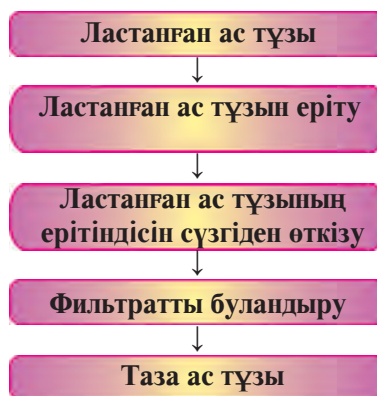 Ластанған ас тұзы
↓
Ластанған ас тұзын еріту
↓
Ластанған ас тұзының
ерітіндісін сүзгіден өткізу
↓
Фильтратты буландыру
↓
Таза ас тұзы